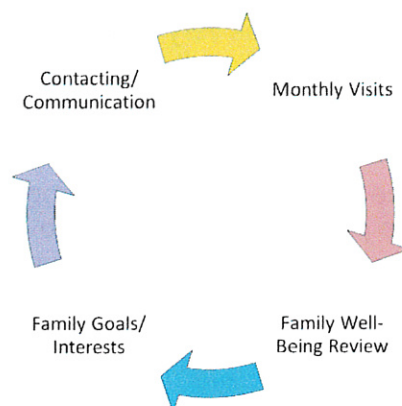 Contacting/
Communication
Monthly Visits
Family Well-
Being Review
Family Goals/
Interests